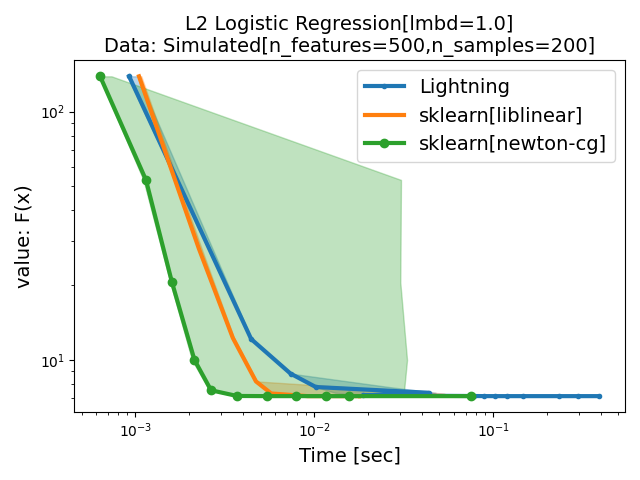 L2 Logistic Regression[lmbd=1.0]
Data: Simulated[n_features=500,n_samples=200]
Lightning
sklearn[liblinear]
sklearn[newton-cg]
value: F(x)
10²
10¹
10⁻³
10⁻²
10⁻¹
Time [sec]